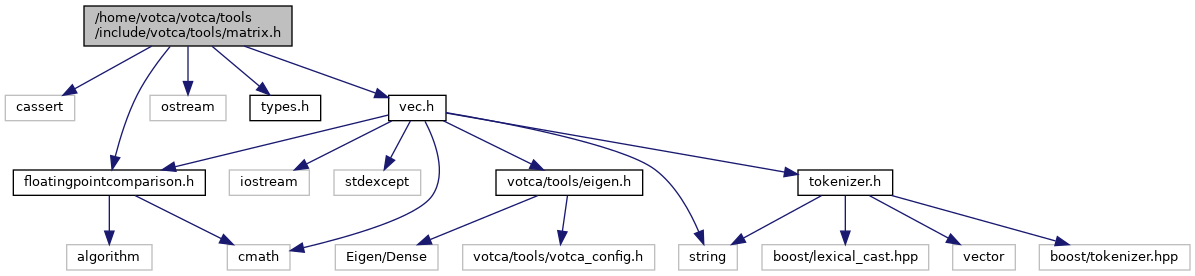 /home/votca/votca/tools
/include/votca/tools/matrix.h
cassert
ostream
types.h
vec.h
floatingpointcomparison.h
iostream
stdexcept
votca/tools/eigen.h
tokenizer.h
algorithm
cmath
Eigen/Dense
votca/tools/votca_config.h
string
boost/lexical_cast.hpp
vector
boost/tokenizer.hpp